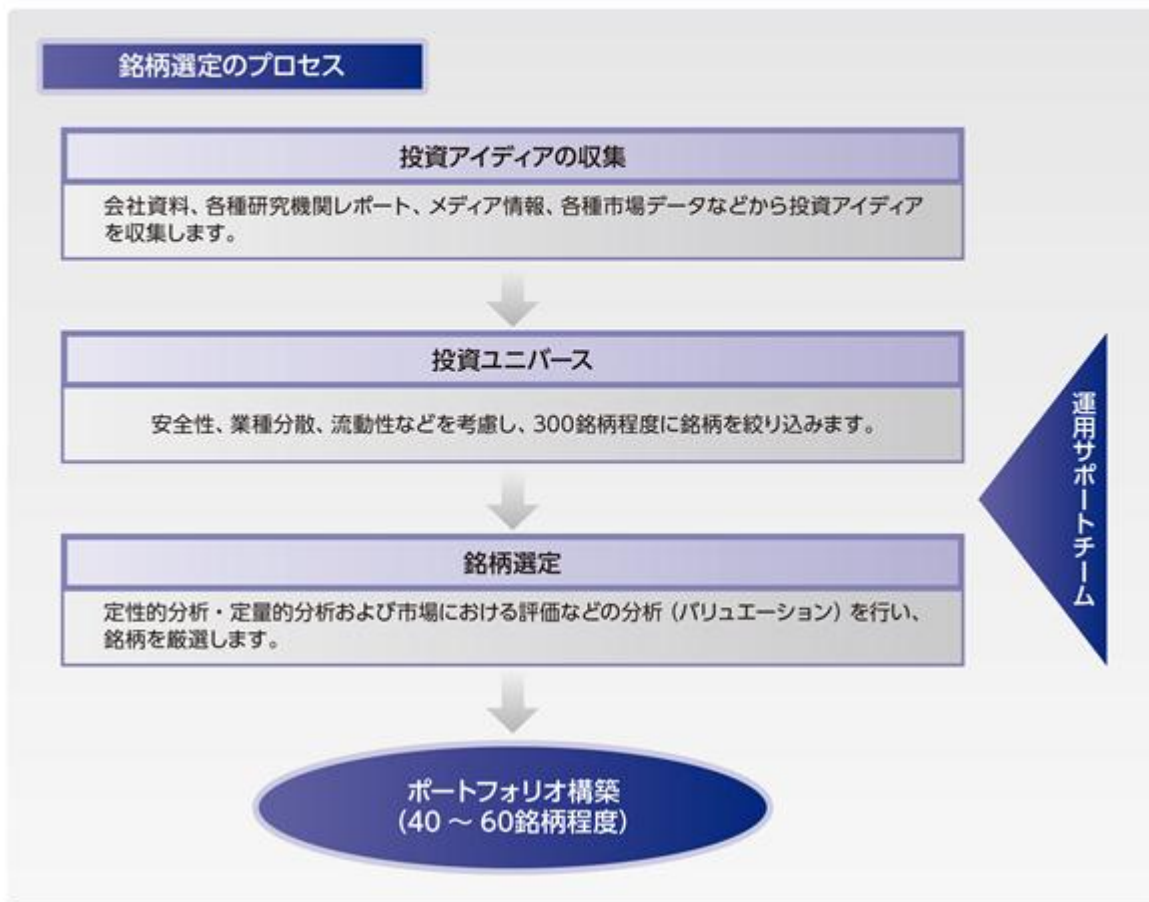 銘柄選定のプロセス
投資アイディアの収集
会社資料、各種研究機関レポート、メディア情報、各種市場データなどから投資アイディア
を収集します。
投資ユニバース
安全性、業種分散、流動性などを考慮し、300銘柄程度に銘柄を絞り込みます。
運用サポートチーム
銘柄選定
定性的分析・定量的分析および市場における評価などの分析（バリュエーション）を行い、
銘柄を厳選します。
ポートフォリオ構築
(40 ～ 60銘柄程度)